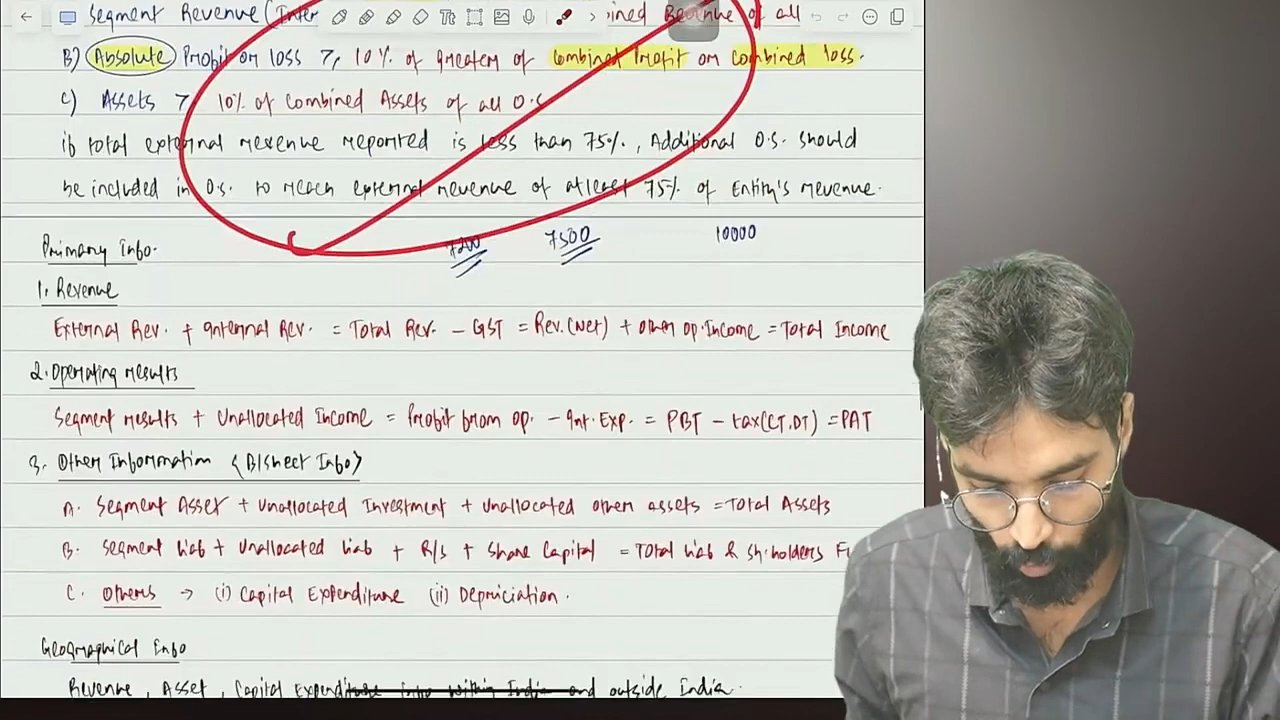 Segment Revenue (Inter ined Revenue of all
B) Absolute Profit or loss >, 10% of greater of Combined Profit or Combined loss.
C) Assets > 10% of Combined Assets of all O.S
if total external revenue reported is less than 75%, Additional O.S. should
be included in O.S. to reach external revenue of atleast 75% of Entity's revenue.
Primary Info. 7200 7500 10000
1. Revenue
External Rev. + Internal Rev. = Total Rev. - GST = Rev.(Net) + other op. Income = Total Income
2. Operating results
Segment results + Unallocated Income = Profit from op. - Int. Exp. = PBT - tax(CT,DT) = PAT
3. Other Information (B/sheet Info)
A. Segment Asset + Unallocated Investment + Unallocated other assets = Total Assets
B. Segment liab + Unallocated liab + R/s + Share Capital = Total liab & sh.holders F
C. Others → (i) Capital Expenditure (ii) Depreciation.
Geographical Info
Revenue, Asset, Capital Expenditure Info within India and outside India.